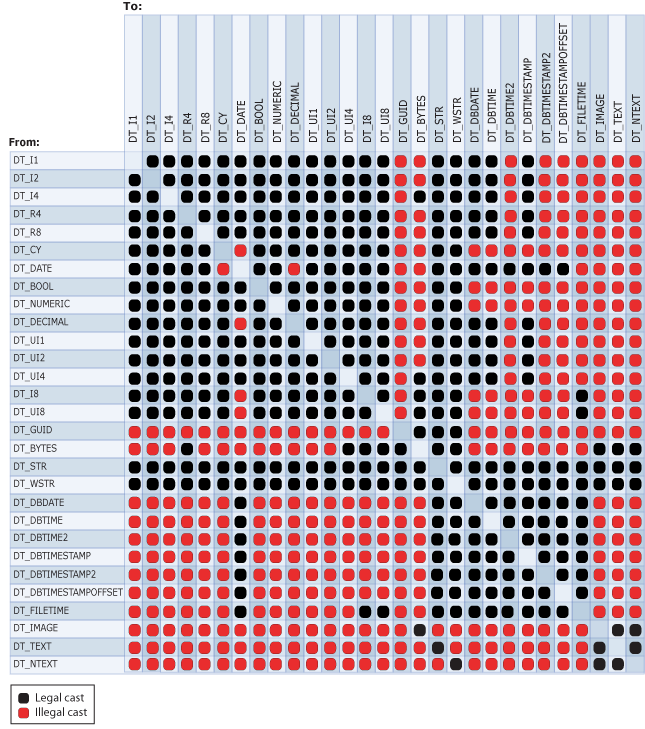 To:
DT_I1
DT_I2
DT_I4
DT_R4
DT_R8
DT_CY
DT_DATE
DT_BOOL
DT_NUMERIC
DT_DECIMAL
DT_UI1
DT_UI2
DT_UI4
DT_I8
DT_UI8
DT_GUID
DT_BYTES
DT_STR
DT_WSTR
DT_DBDATE
DT_DBTIME
DT_DBTIME2
DT_DBTIMESTAMP
DT_DBTIMESTAMP2
DT_DBTIMESTAMPOFFSET
DT_FILETIME
DT_IMAGE
DT_TEXT
DT_NTEXT
From:
DT_I1
DT_I2
DT_I4
DT_R4
DT_R8
DT_CY
DT_DATE
DT_BOOL
DT_NUMERIC
DT_DECIMAL
DT_UI1
DT_UI2
DT_UI4
DT_I8
DT_UI8
DT_GUID
DT_BYTES
DT_STR
DT_WSTR
DT_DBDATE
DT_DBTIME
DT_DBTIME2
DT_DBTIMESTAMP
DT_DBTIMESTAMP2
DT_DBTIMESTAMPOFFSET
DT_FILETIME
DT_IMAGE
DT_TEXT
DT_NTEXT
Legal cast
Illegal cast